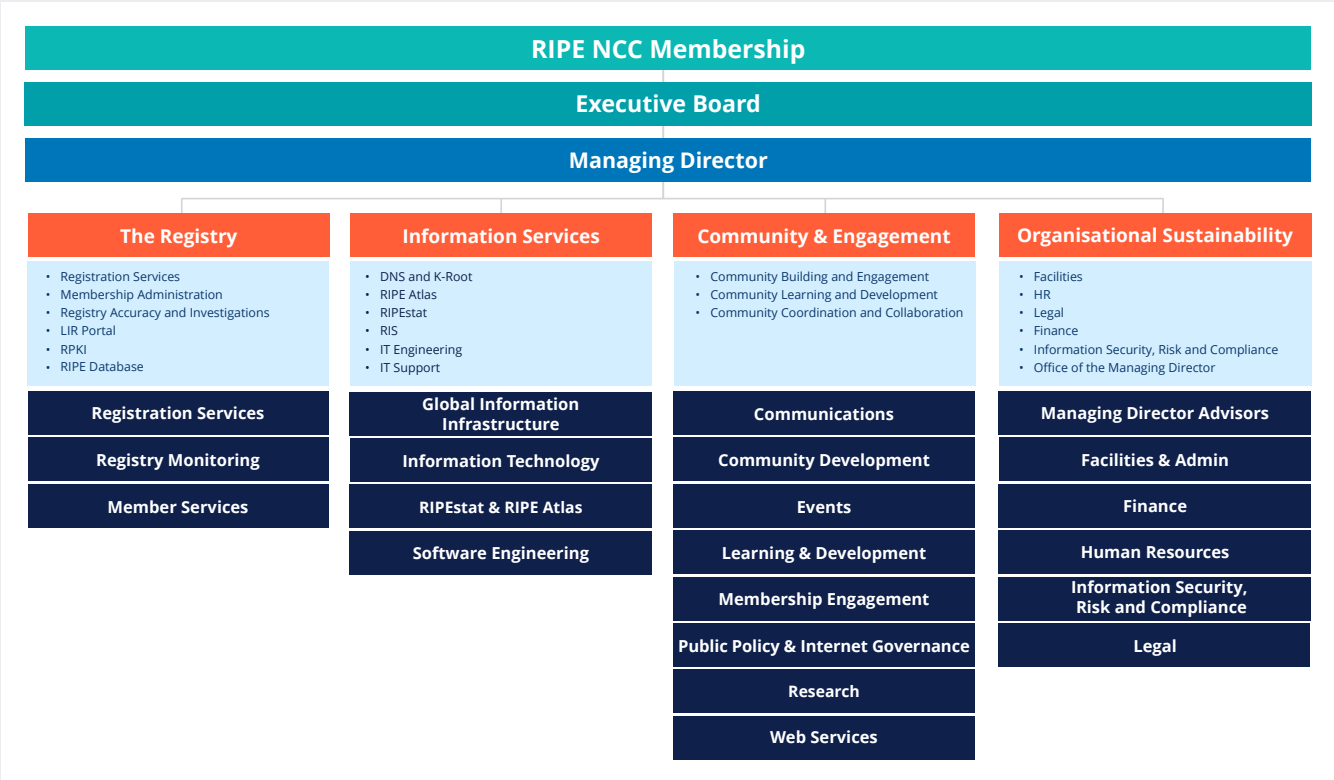 RIPE NCC Membership
Executive Board
Managing Director
The Registry
• Registration Services
• Membership Administration
• Registry Accuracy and Investigations
• LIR Portal
• RPKI
• RIPE Database
Registration Services
Registry Monitoring
Member Services
Information Services
• DNS and K-Root
• RIPE Atlas
• RIPEstat
• RIS
• IT Engineering
• IT Support
Global Information
Infrastructure
Information Technology
RIPEstat & RIPE Atlas
Software Engineering
Community & Engagement
• Community Building and Engagement
• Community Learning and Development
• Community Coordination and Collaboration
Communications
Community Development
Events
Learning & Development
Membership Engagement
Public Policy & Internet Governance
Research
Web Services
Organisational Sustainability
• Facilities
• HR
• Legal
• Finance
• Information Security, Risk and Compliance
• Office of the Managing Director
Managing Director Advisors
Facilities & Admin
Finance
Human Resources
Information Security,
Risk and Compliance
Legal